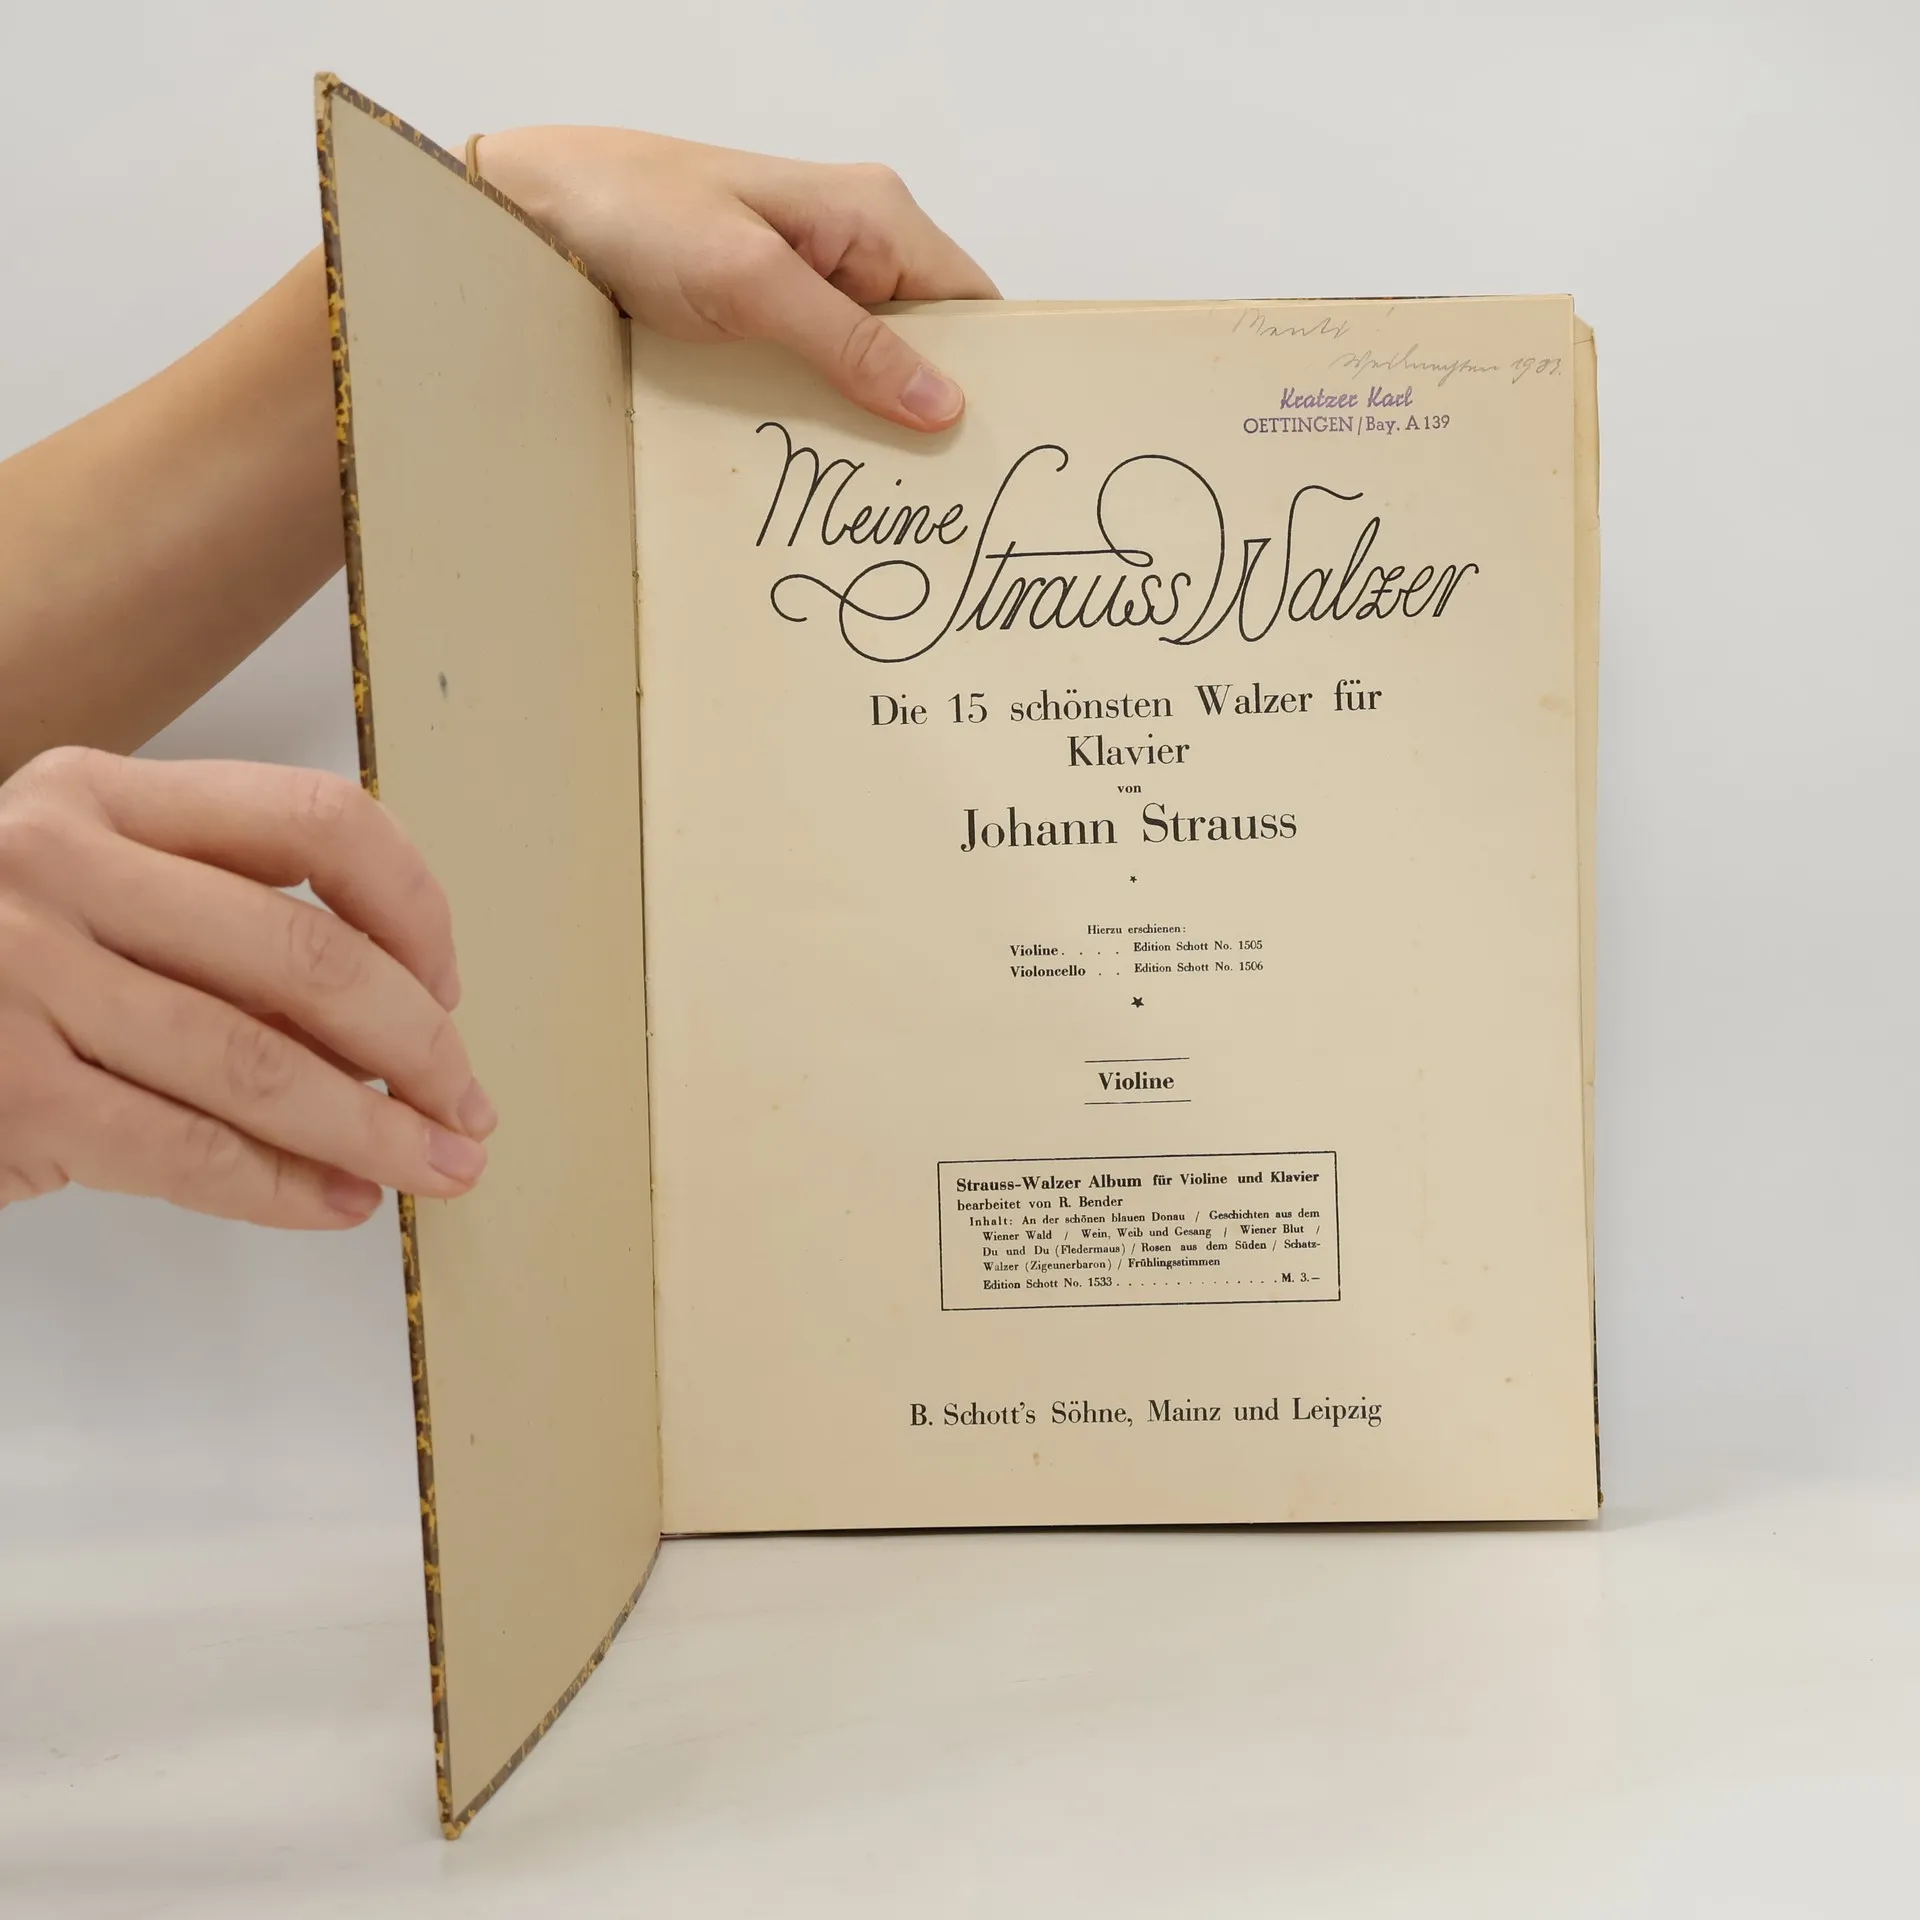 Weihnachten
Kratzer Karl
OETTINGEN / Bay. A 139
Meine
Strauss Walzer
Die 15 schönsten Walzer für
Klavier
von
Johann Strauss
Hierzu erschienen:
Violine . . . . Edition Schott No. 1505
Violoncello . . Edition Schott No. 1506
Violine
Strauss-Walzer Album für Violine und Klavier
bearbeitet von R. Bender
Inhalt: An der schönen blauen Donau / Geschichten aus dem
Wiener Wald / Wein, Weib und Gesang / Wiener Blut /
Du und Du (Fledermaus) / Rosen aus dem Süden / Schatz-
Walzer (Zigeunerbaron) / Frühlingsstimmen
Edition Schott No. 1533 . . . . . . . . . . . . . . M. 3.—
B. Schott's Söhne, Mainz und Leipzig